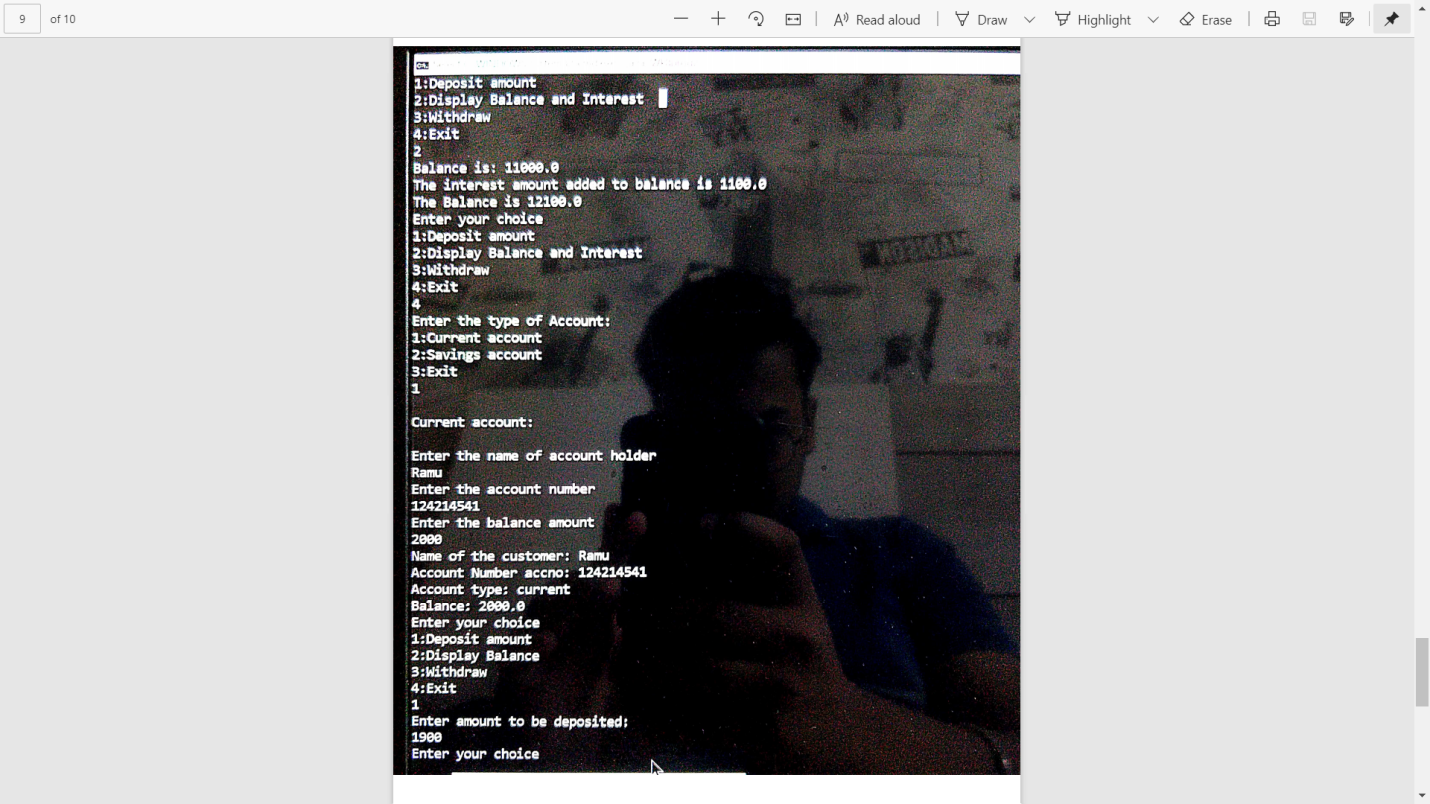 9 of 10 Read aloud Draw Highlight Erase
1:Deposit amount
2:Display Balance and Interest
3:Withdraw
4:Exit
2
Balance is: 11000.0
The interest amount added to balance is 1100.0
The Balance is 12100.0
Enter your choice
1:Deposit amount
2:Display Balance and Interest
3:Withdraw
4:Exit
4
Enter the type of Account:
1:Current account
2:Savings account
3:Exit
1
Current account:
Enter the name of account holder
Ramu
Enter the account number
124214541
Enter the balance amount
2000
Name of the customer: Ramu
Account Number accno: 124214541
Account type: current
Balance: 2000.0
Enter your choice
1:Deposit amount
2:Display Balance
3:Withdraw
4:Exit
1
Enter amount to be deposited:
1900
Enter your choice